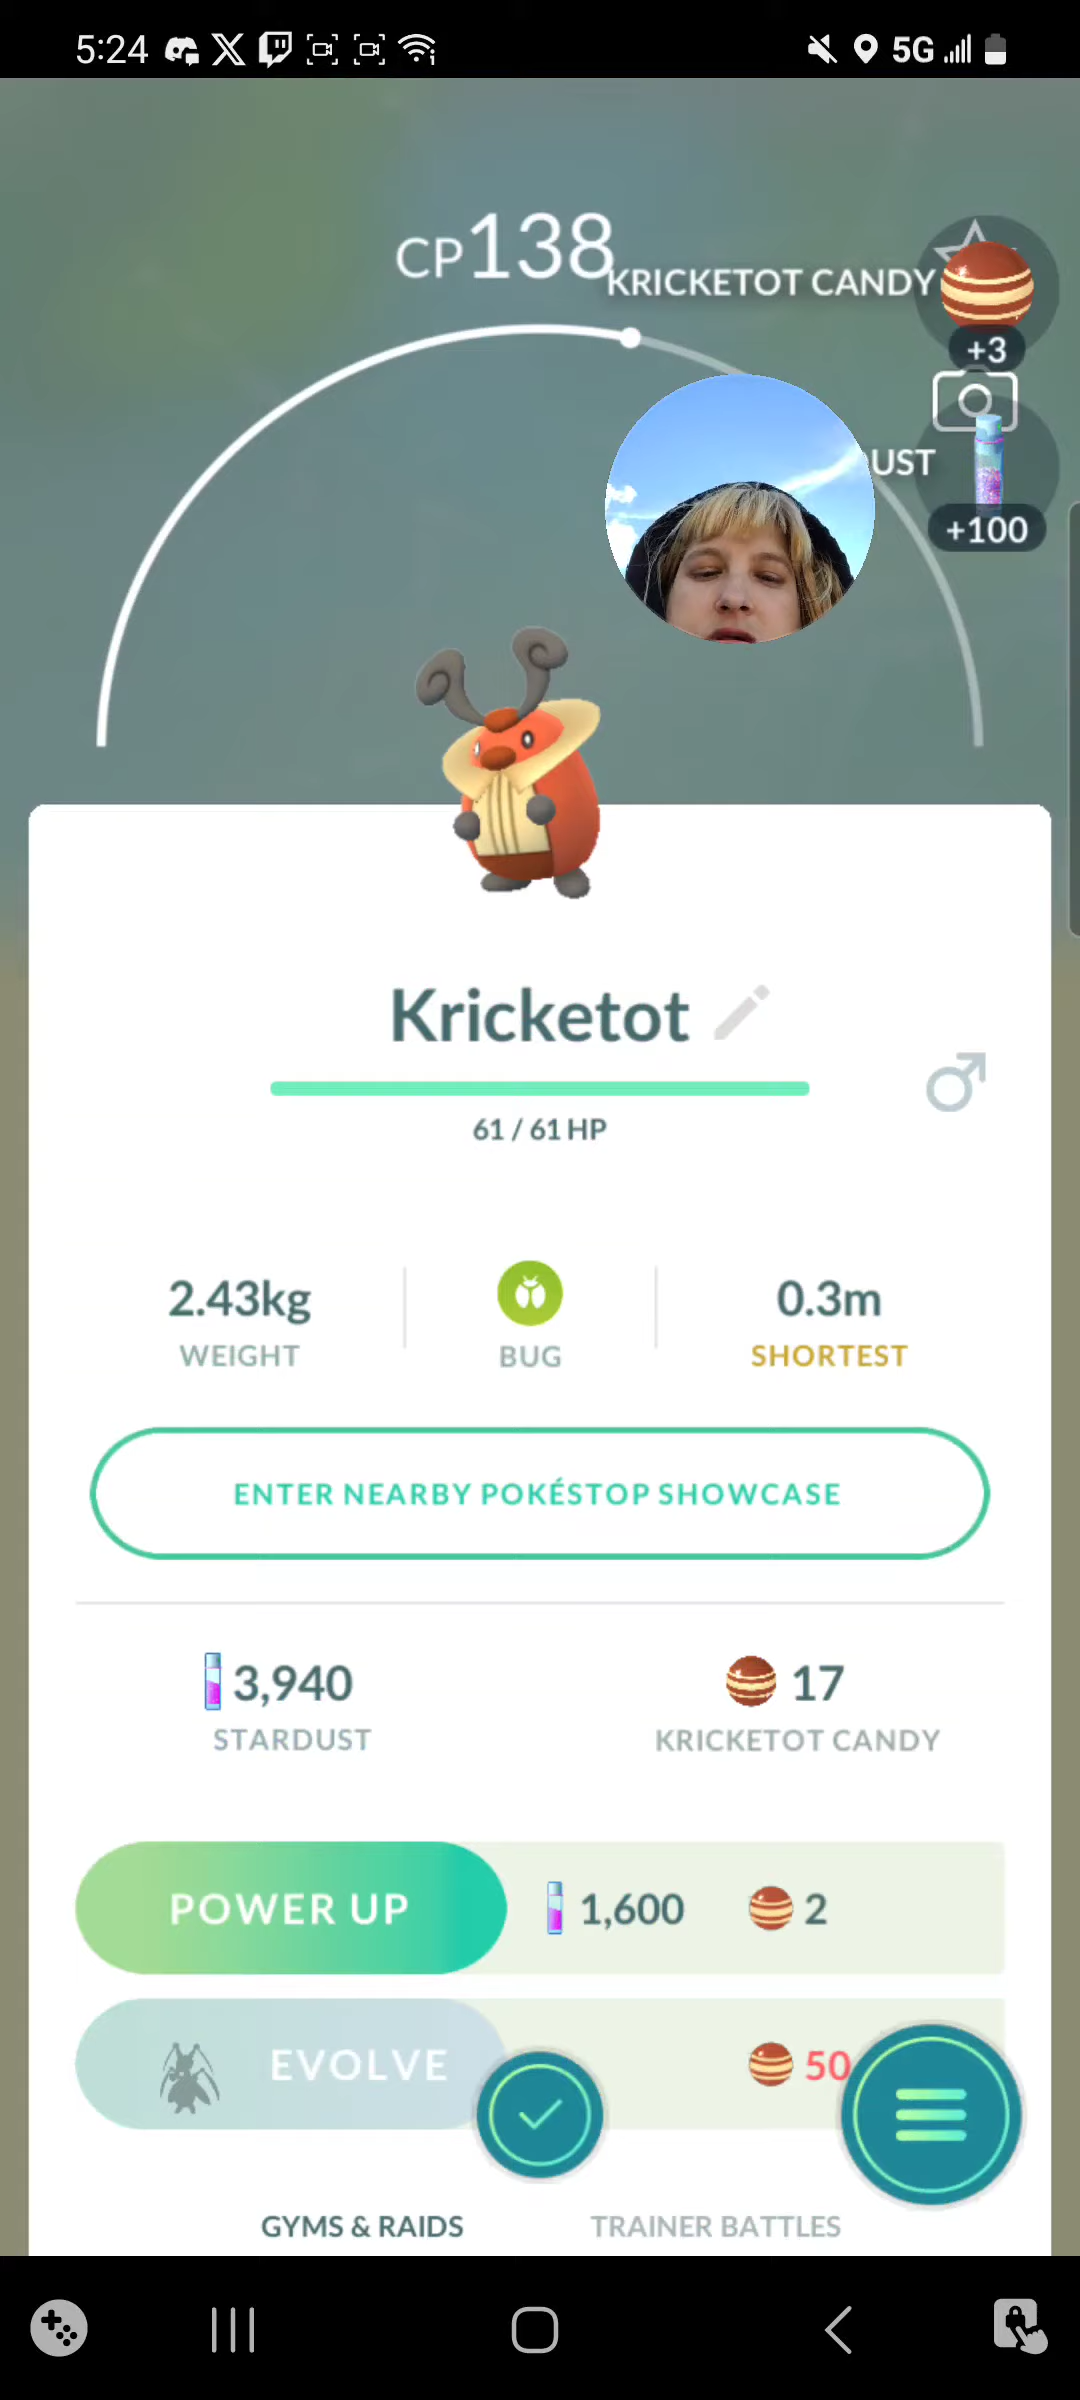 5:24
5G
CP138
KRICKETOT CANDY
+3
UST
+100
Kricketot
61 / 61 HP
2.43kg
WEIGHT
BUG
0.3m
SHORTEST
ENTER NEARBY POKÉSTOP SHOWCASE
3,940
STARDUST
17
KRICKETOT CANDY
POWER UP
1,600
2
EVOLVE
50
GYMS & RAIDS
TRAINER BATTLES